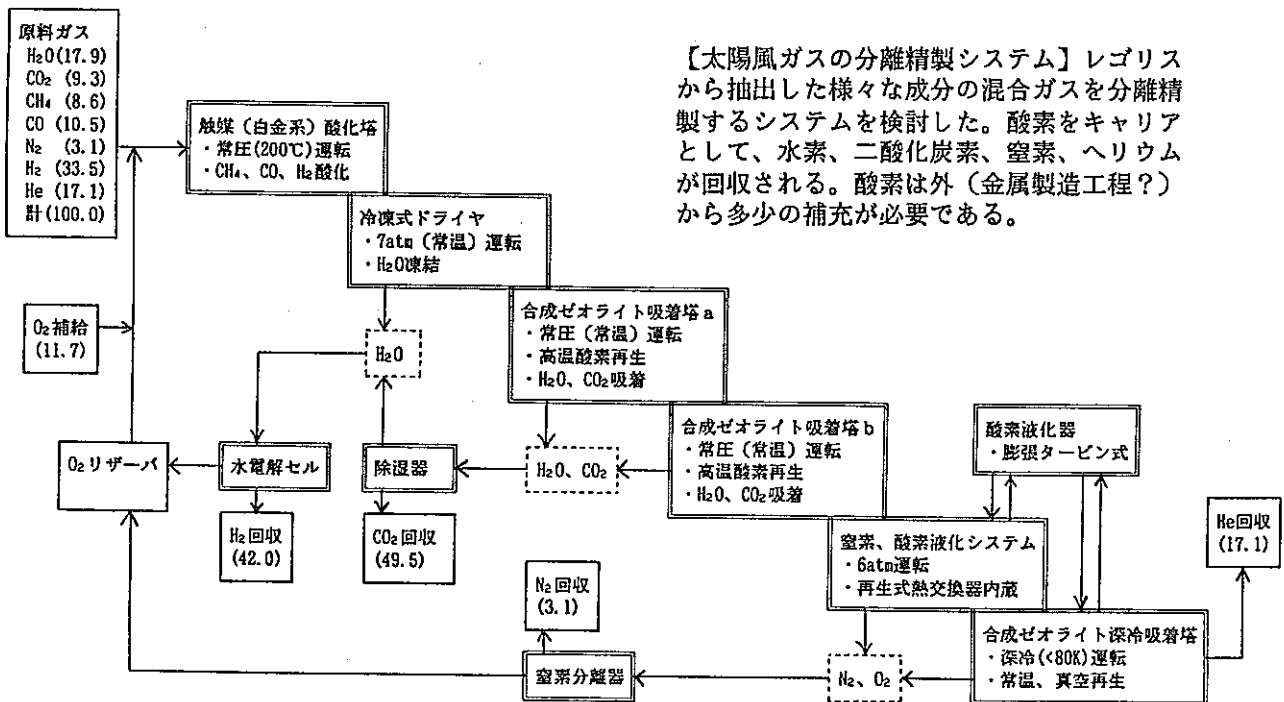 原料ガス
H₂O(17.9)
CO₂ (9.3)
CH₄ (8.6)
CO (10.5)
N₂ (3.1)
H₂ (33.5)
He (17.1)
計(100.0)
【太陽風ガスの分離精製システム】レゴリス
から抽出した様々な成分の混合ガスを分離精
製するシステムを検討した。酸素をキャリア
として、水素、二酸化炭素、窒素、ヘリウム
が回収される。酸素は外(金属製造工程?)
から多少の補充が必要である。
触媒(白金系)酸化塔
・常圧(200℃)運転
・CH₄、CO、H₂酸化
冷凍式ドライヤ
・7atm(常温)運転
・H₂O凍結
合成ゼオライト吸着塔a
・常圧(常温)運転
・高温酸素再生
・H₂O、CO₂吸着
O₂補給
(11.7)
H₂O
合成ゼオライト吸着塔b
・常圧(常温)運転
・高温酸素再生
・H₂O、CO₂吸着
酸素液化器
・膨張タービン式
O₂リザーバ
水電解セル
除湿器
H₂O、CO₂
H₂回収
(42.0)
CO₂回収
(49.5)
窒素、酸素液化システム
・6atm運転
・再生式熱交換器内蔵
He回収
(17.1)
N₂回収
(3.1)
合成ゼオライト深冷吸着塔
・深冷(<80K)運転
・常温、真空再生
窒素分離器
N₂、O₂